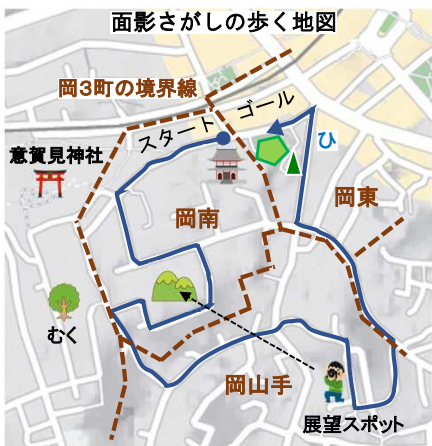 面影さがしの歩く地図
岡3町の境界線
スタート
ゴール
ひ
意賀見神社
岡南
岡東
むく
岡山手
展望スポット